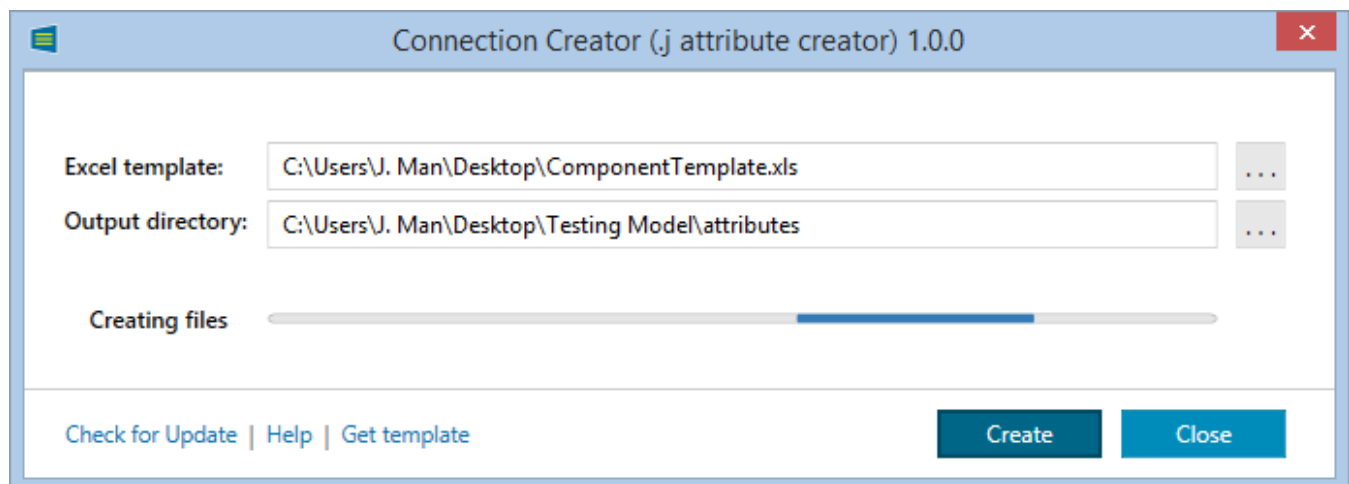 Connection Creator (.j attribute creator) 1.0.0
Excel template: C:\Users\J. Man\Desktop\ComponentTemplate.xls ...
Output directory: C:\Users\J. Man\Desktop\Testing Model\attributes ...
Creating files
Check for Update | Help | Get template Create Close